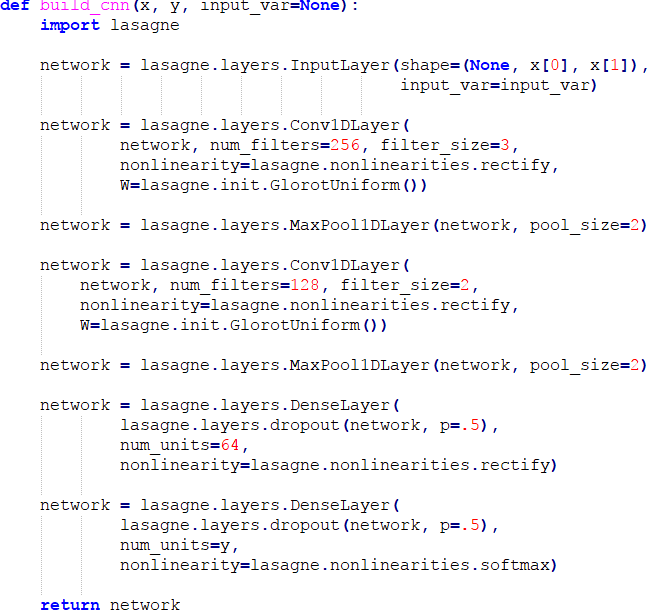 def build_cnn(x, y, input_var=None):
    import lasagne

    network = lasagne.layers.InputLayer(shape=(None, x[0], x[1]),
                                        input_var=input_var)

    network = lasagne.layers.Conv1DLayer(
            network, num_filters=256, filter_size=3,
            nonlinearity=lasagne.nonlinearities.rectify,
            W=lasagne.init.GlorotUniform())

    network = lasagne.layers.MaxPool1DLayer(network, pool_size=2)

    network = lasagne.layers.Conv1DLayer(
        network, num_filters=128, filter_size=2,
        nonlinearity=lasagne.nonlinearities.rectify,
        W=lasagne.init.GlorotUniform())

    network = lasagne.layers.MaxPool1DLayer(network, pool_size=2)

    network = lasagne.layers.DenseLayer(
            lasagne.layers.dropout(network, p=.5),
            num_units=64,
            nonlinearity=lasagne.nonlinearities.rectify)

    network = lasagne.layers.DenseLayer(
            lasagne.layers.dropout(network, p=.5),
            num_units=y,
            nonlinearity=lasagne.nonlinearities.softmax)

    return network